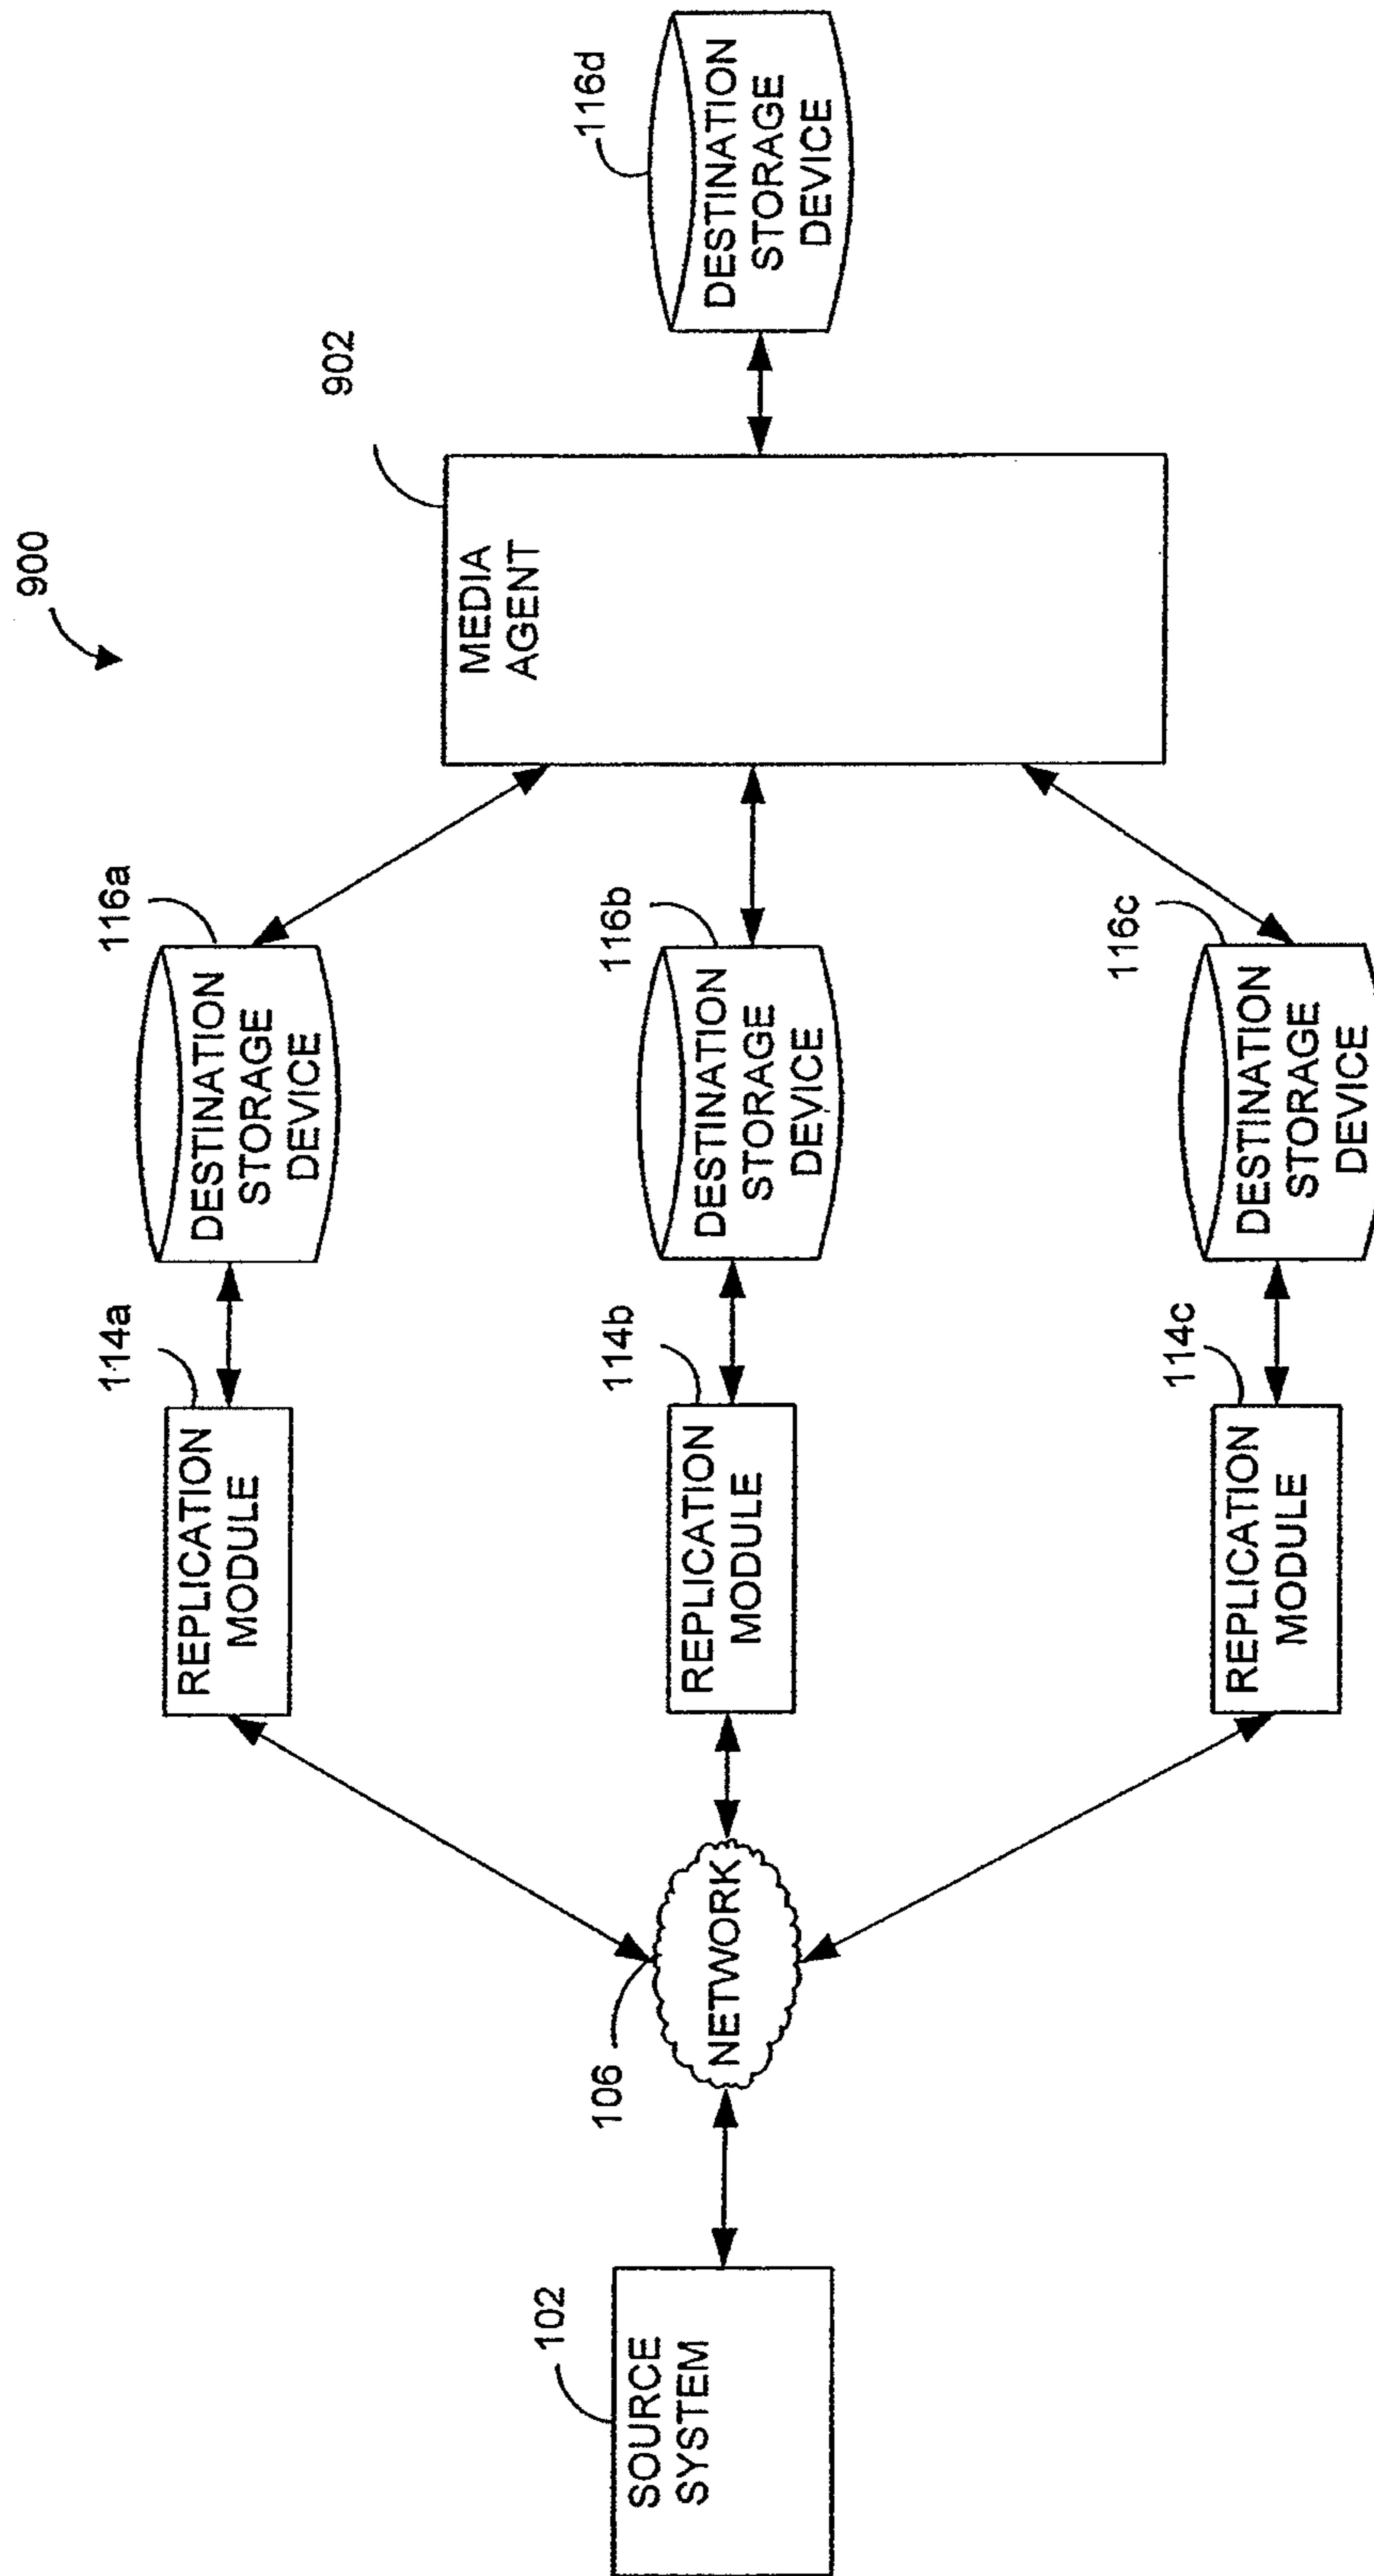 900
116a
114a
REPLICATION
MODULE
DESTINATION
STORAGE
DEVICE
902
MEDIA
AGENT
102
SOURCE
SYSTEM
106
NETWORK
114b
REPLICATION
MODULE
116b
DESTINATION
STORAGE
DEVICE
116d
DESTINATION
STORAGE
DEVICE
114c
REPLICATION
MODULE
116c
DESTINATION
STORAGE
DEVICE